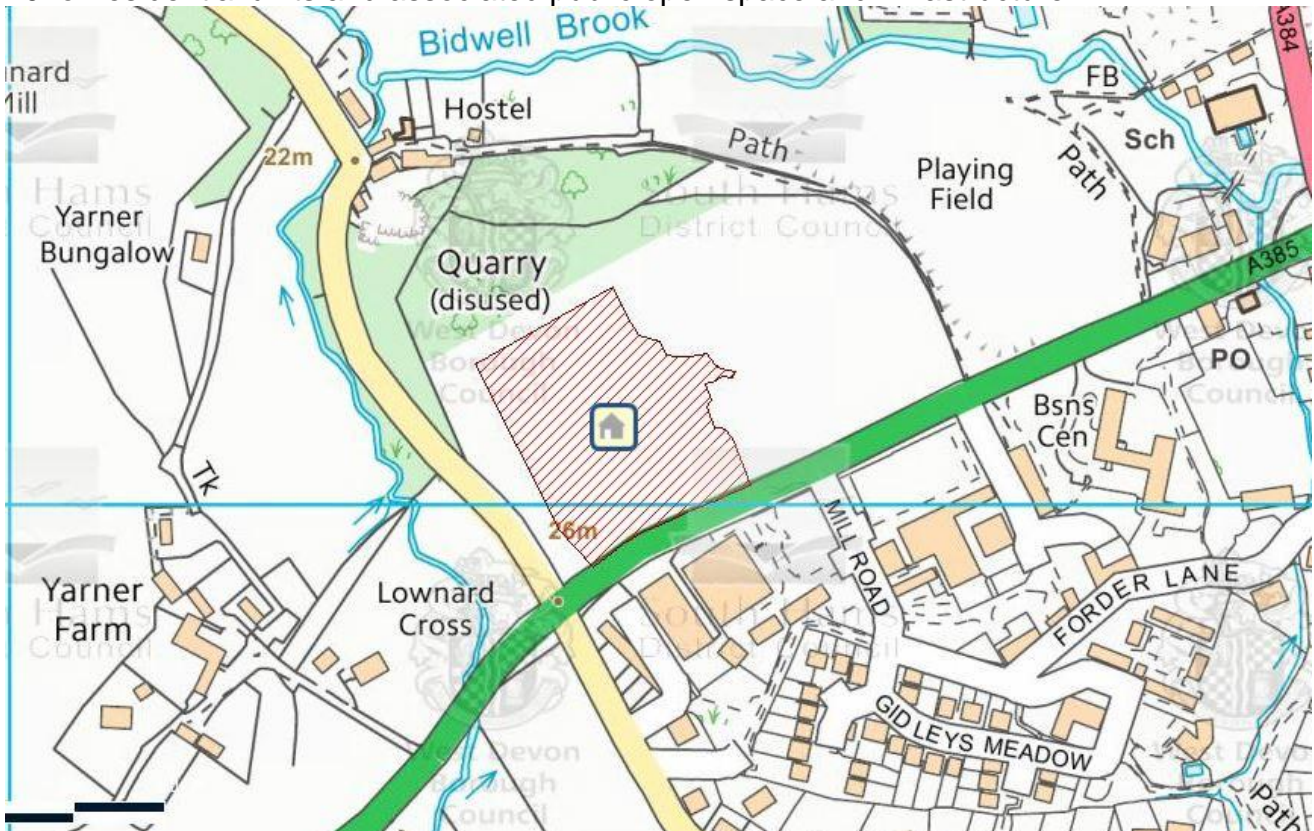 Bidwell Brook
A384
nard
Mill
Hostel
FB
Sch
22m
Path
Path
Playing
Field
Yarner
Bungalow
A385
Quarry
(disused)
PO
Bsns
Cen
Tk
26m
MILL ROAD
Yarner
Farm
Lownard
Cross
FORDER LANE
GIDLEYS MEADOW
Path
South Hams
District Council
West Devon
Borough
Council
Hams
Council
South Hams
District Council
West Devon
Borough
Council